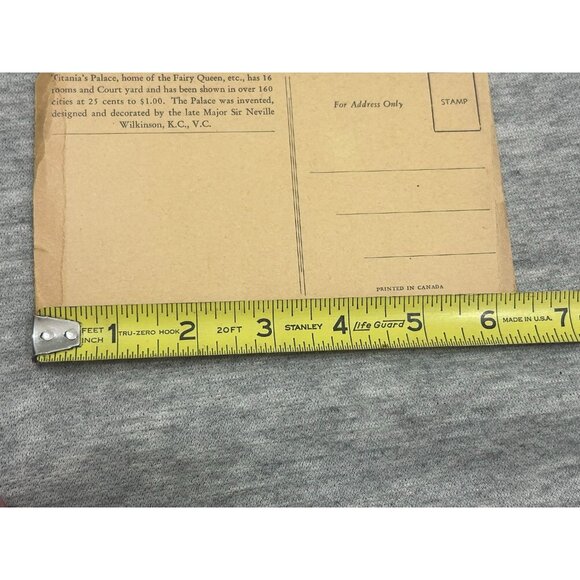 Titania's Palace, home of the Fairy Queen, etc., has 16
rooms and Court yard and has been shown in over 160
cities at 25 cents to $1.00. The Palace was invented,
designed and decorated by the late Major Sir Neville
Wilkinson, K.C., V.C.
For Address Only
STAMP
PRINTED IN CANADA
FEET 1 TRU-ZERO HOOK 2 20FT 3 STANLEY 4 Life Guard 5 6 MADE IN U.S.A. 7
INCH